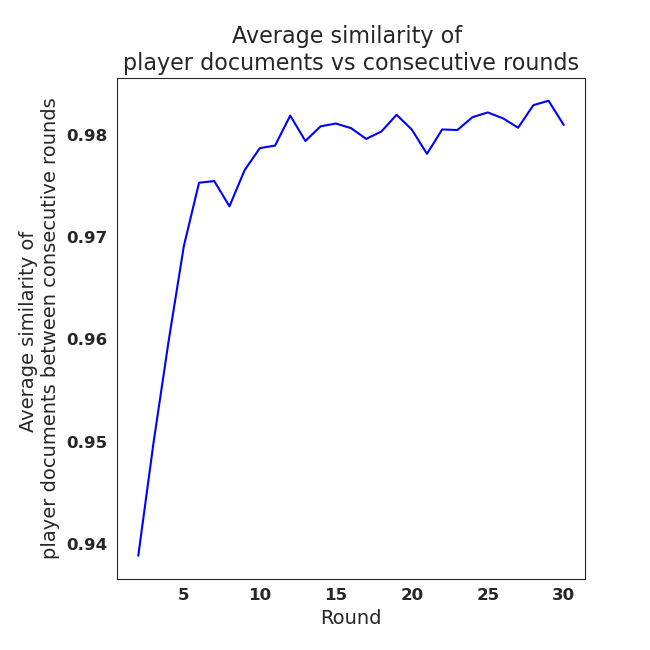 Average similarity of
player documents vs consecutive rounds
Average similarity of
player documents between consecutive rounds
0.98
0.97
0.96
0.95
0.94
5 10 15 20 25 30
Round